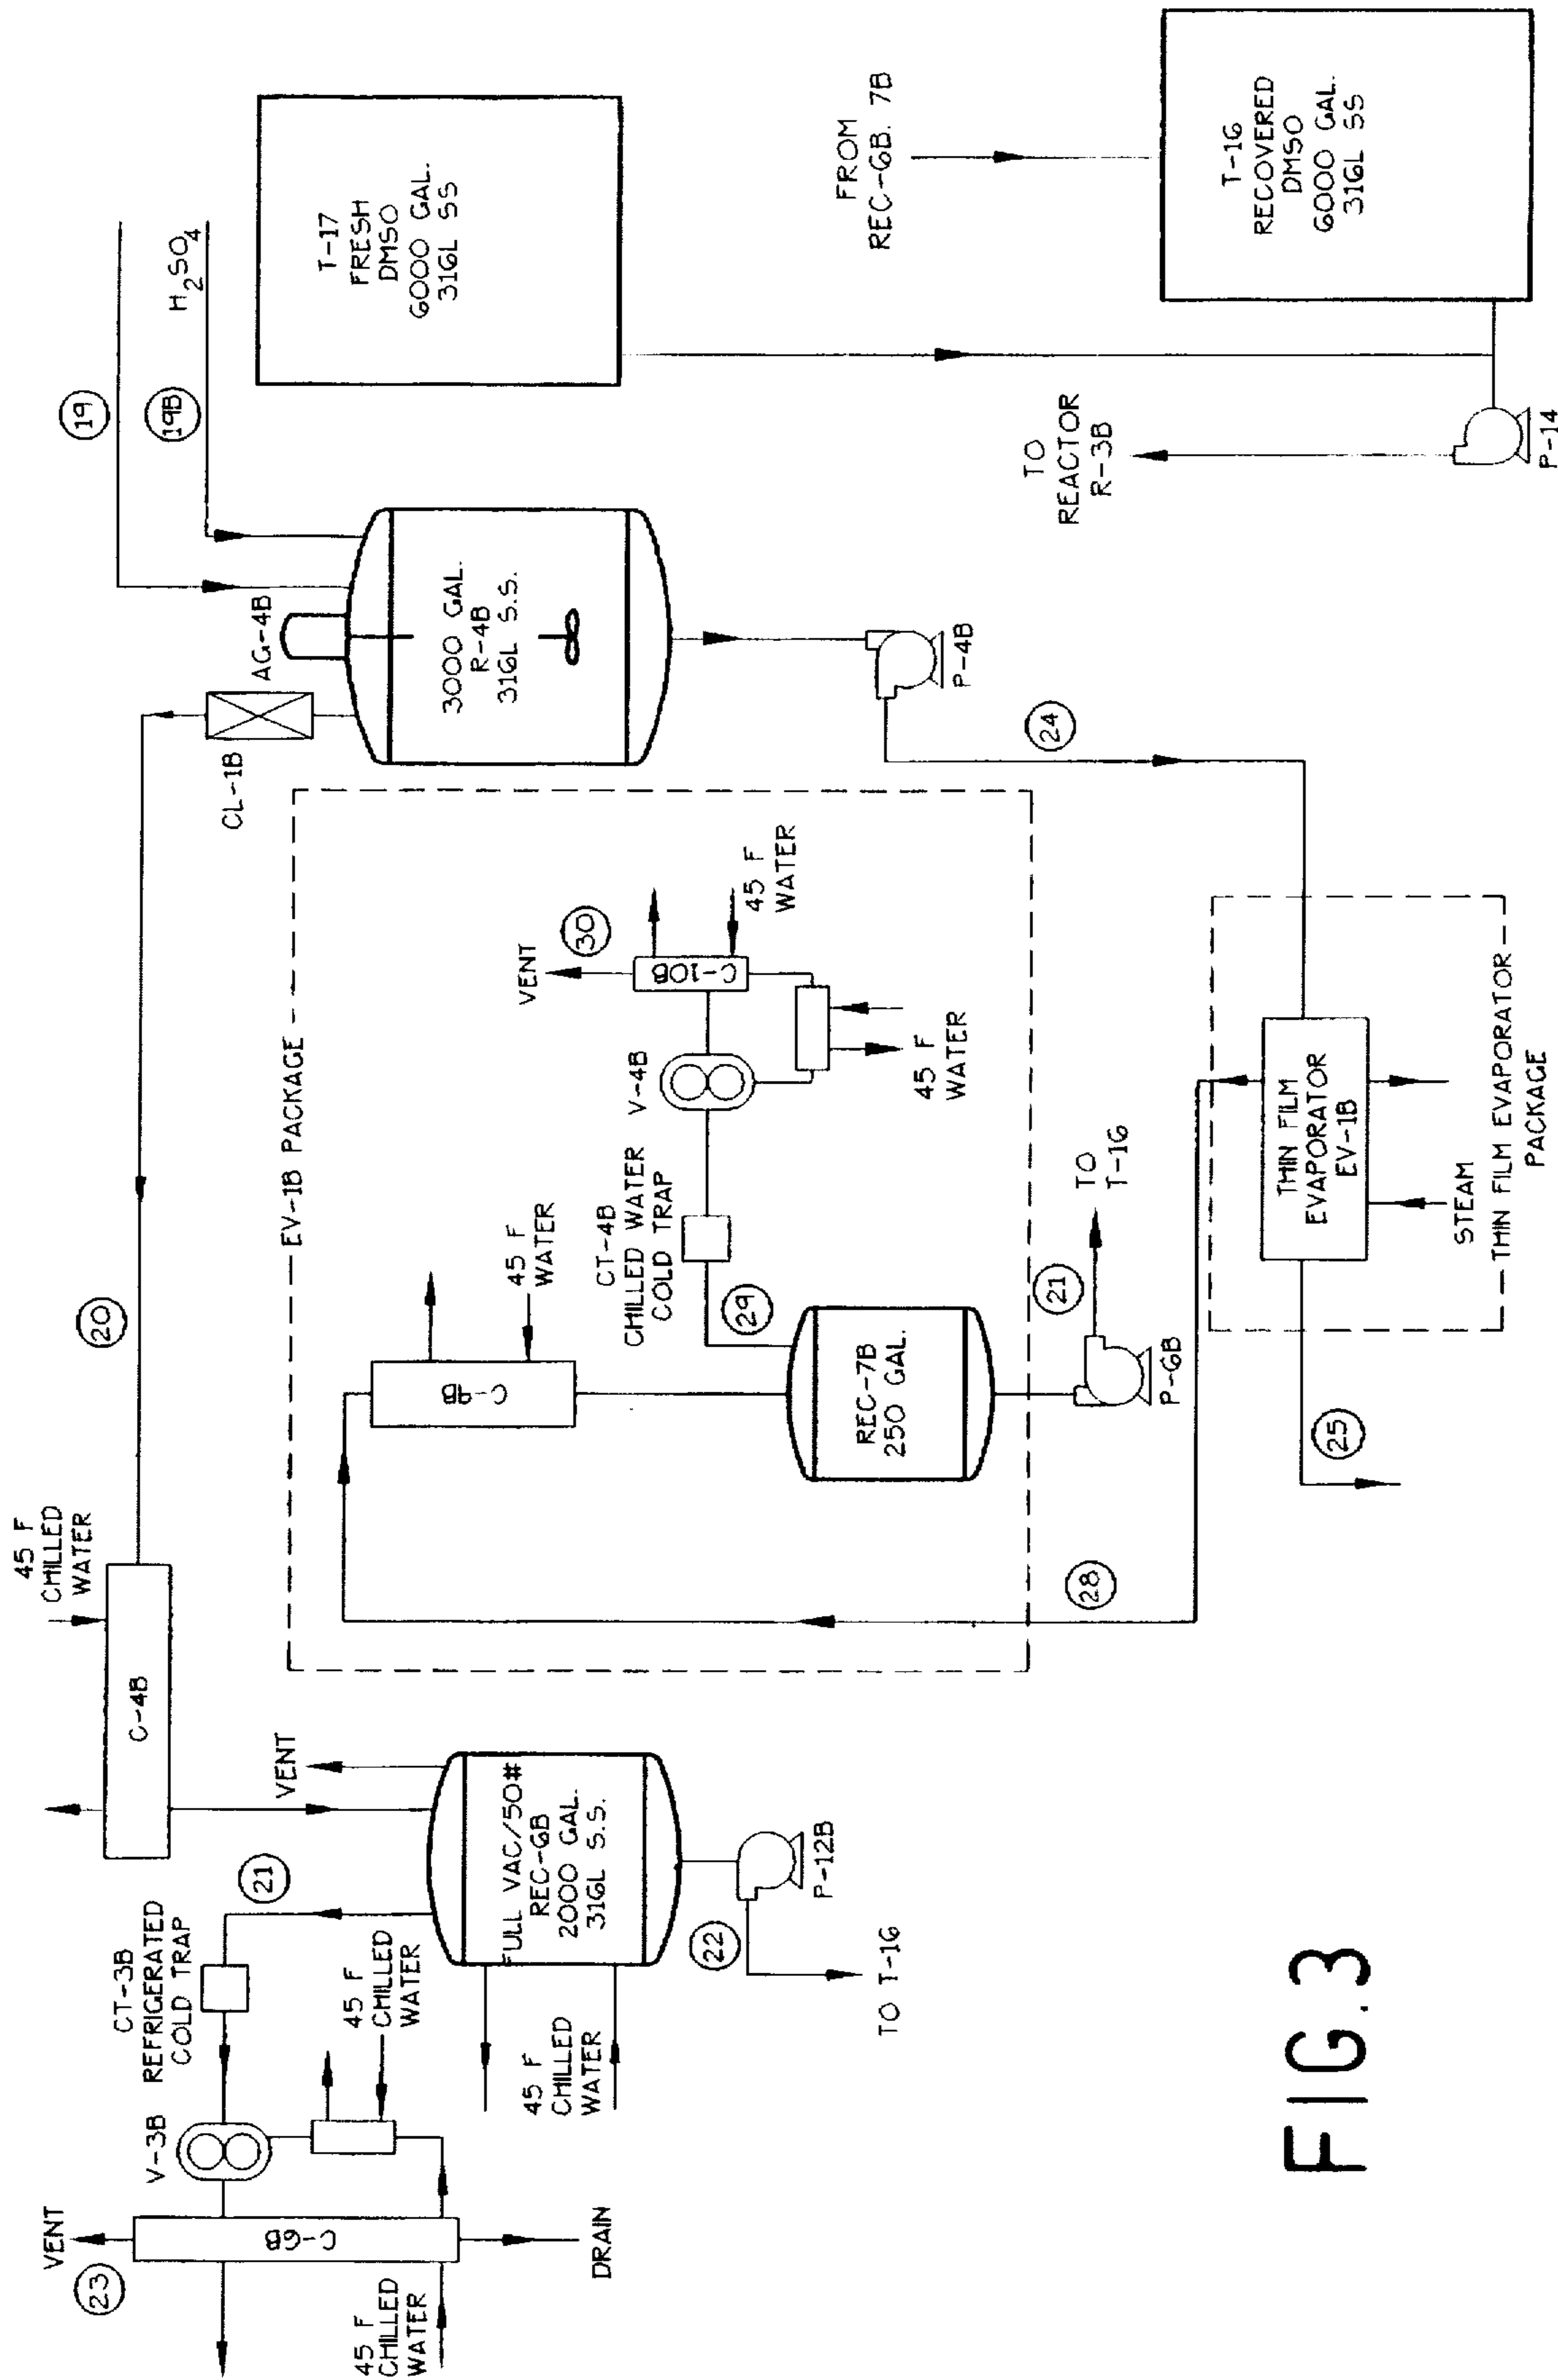 45 F
CHILLED
WATER
C-4B
20
19
19B
H2SO4
CL-1B
AG-4B
3000 GAL.
R-4B
316L S.S.
P-4B
24
T-17
FRESH
DMSO
6000 GAL.
316L SS
FROM
REC-6B. 7B
T-16
RECOVERED
DMSO
6000 GAL.
316L SS
TO
REACTOR
R-3B
P-14
VENT
23
C-6B
45 F
CHILLED
WATER
DRAIN
V-3B
CT-3B
REFRIGERATED
COLD TRAP
45 F
CHILLED
WATER
21
VENT
FULL VAC/50#
REC-6B
2000 GAL.
316L S.S.
45 F
CHILLED
WATER
P-12B
22
TO T-16
EV-1B PACKAGE
C-9B
45 F
WATER
CT-4B
CHILLED WATER
COLD TRAP
29
V-4B
VENT
30
C-10B
45 F
WATER
45 F
WATER
REC-7B
250 GAL.
21
TO
T-16
P-6B
28
THIN FILM
EVAPORATOR
EV-1B
STEAM
THIN FILM EVAPORATOR
PACKAGE
25
FIG.3